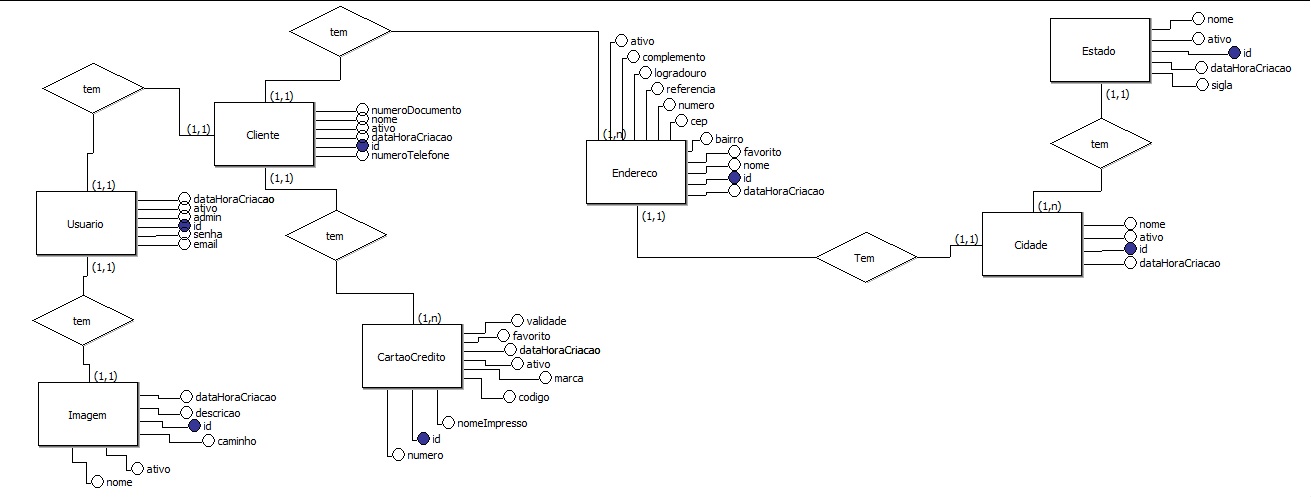 tem
(1,1)
(1,n)
ativo
complemento
logradouro
referencia
numero
cep
bairro
favorito
nome
id
dataHoraCriacao
Endereco
(1,1)
Estado
nome
ativo
id
dataHoraCriacao
sigla
(1,1)
tem
(1,n)
Cidade
nome
ativo
id
dataHoraCriacao
(1,1)
Tem
tem
(1,1)
Cliente
numeroDocumento
nome
ativo
dataHoraCriacao
id
numeroTelefone
(1,1)
tem
(1,1)
Usuario
dataHoraCriacao
ativo
admin
id
senha
email
(1,1)
tem
(1,1)
Imagem
dataHoraCriacao
descricao
id
caminho
ativo
nome
(1,n)
CartaoCredito
validade
favorito
dataHoraCriacao
ativo
marca
codigo
nomeImpresso
id
numero
tem